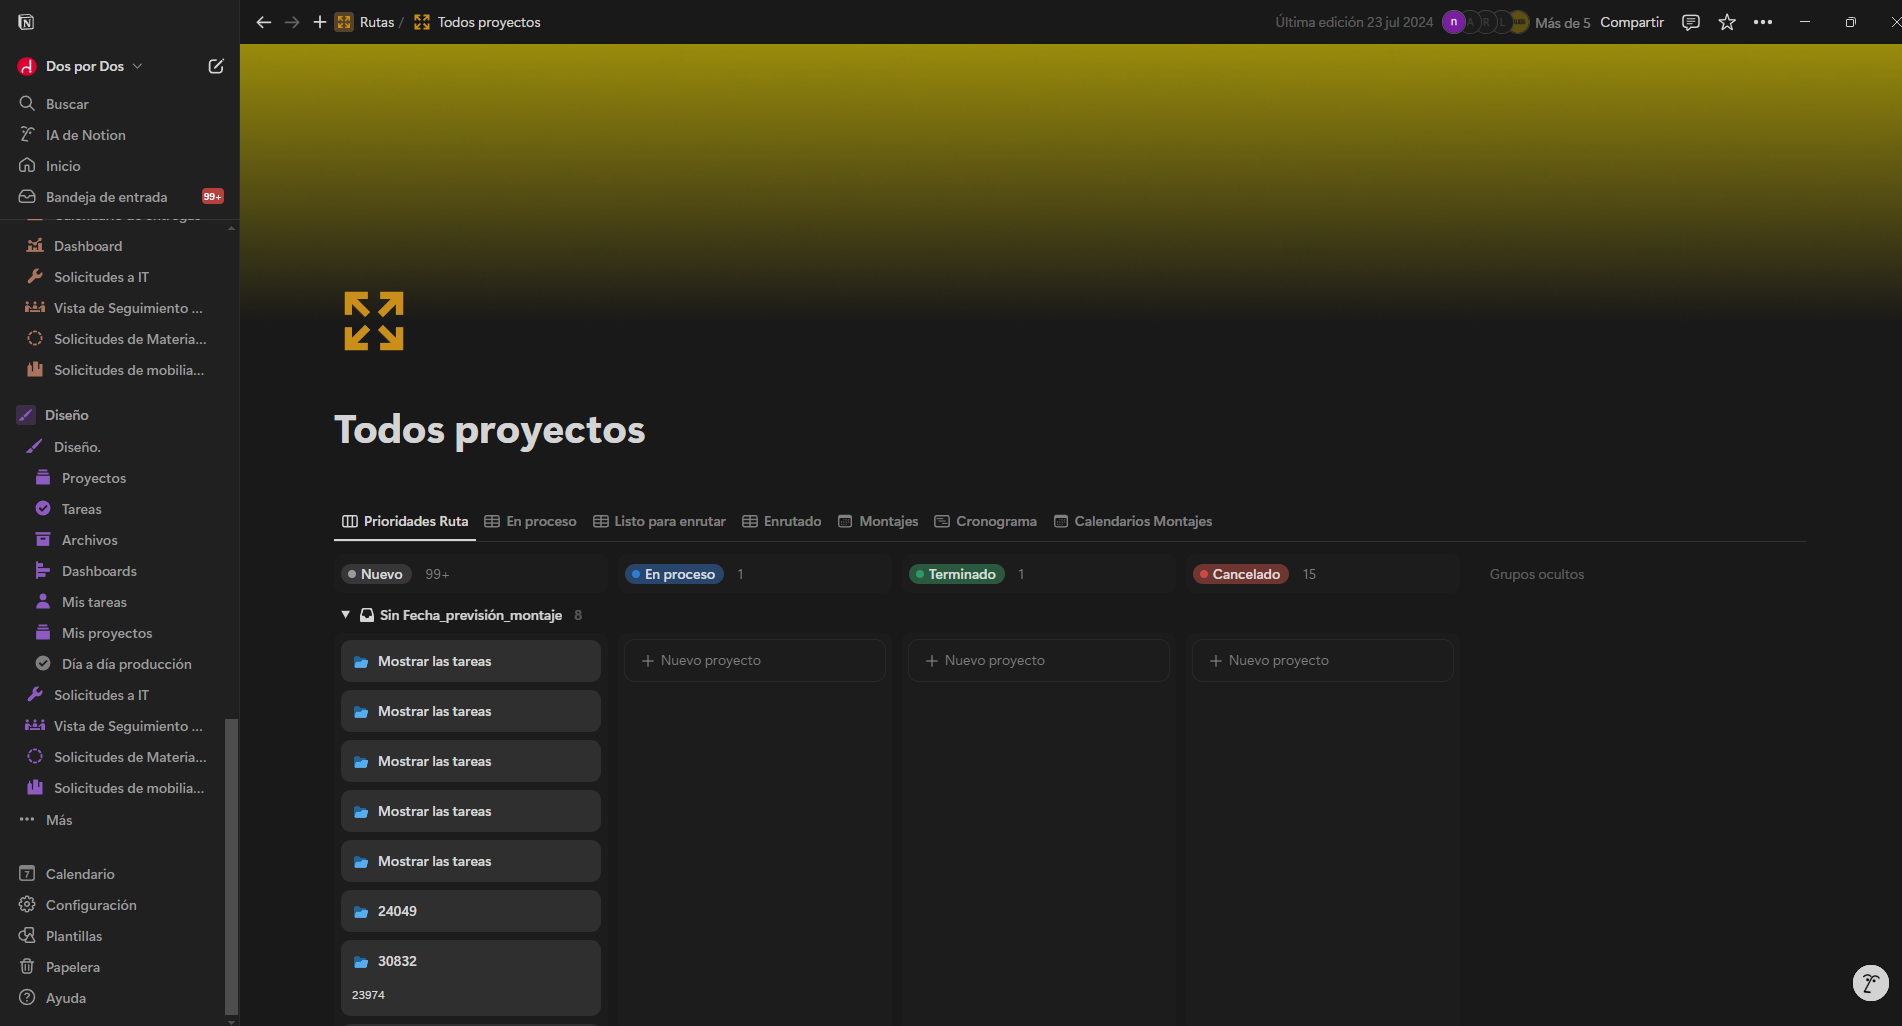 Rutas / Todos proyectos
Última edición 23 jul 2024
n A R L
Más de 5
Compartir
Dos por Dos
Buscar
IA de Notion
Inicio
Bandeja de entrada 99+
Dashboard
Solicitudes a IT
Vista de Seguimiento ...
Solicitudes de Materia...
Solicitudes de mobilia...
Diseño
Diseño.
Proyectos
Tareas
Archivos
Dashboards
Mis tareas
Mis proyectos
Día a día producción
Solicitudes a IT
Vista de Seguimiento ...
Solicitudes de Materia...
Solicitudes de mobilia...
Más
7 Calendario
Configuración
Plantillas
Papelera
Ayuda
Todos proyectos
Prioridades Ruta En proceso Listo para enrutar Enrutado Montajes Cronograma Calendarios Montajes
Nuevo 99+ En proceso 1 Terminado 1 Cancelado 15 Grupos ocultos
Sin Fecha_previsión_montaje 8
Mostrar las tareas + Nuevo proyecto + Nuevo proyecto + Nuevo proyecto
Mostrar las tareas
Mostrar las tareas
Mostrar las tareas
Mostrar las tareas
24049
30832
23974